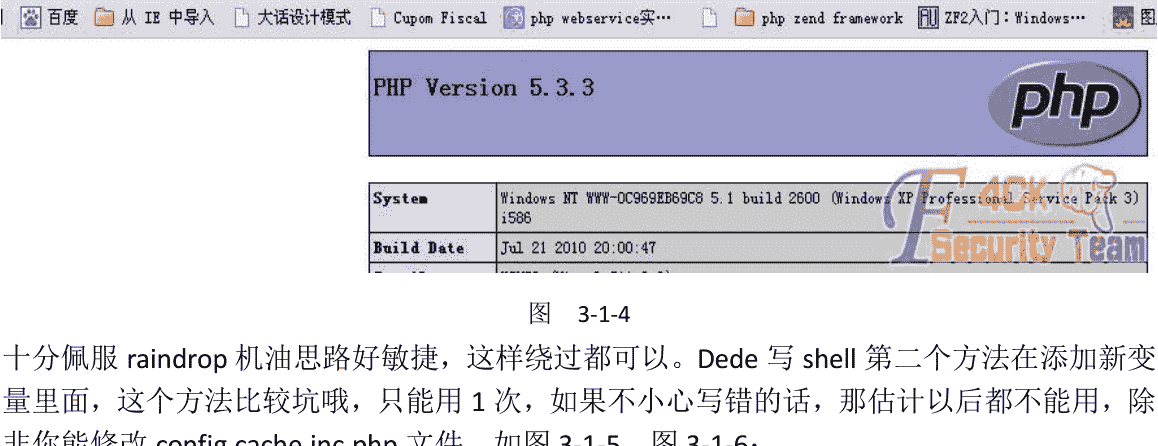 百度 从 IE 中导入 大话设计模式 Cupom Fiscal php webservice实… php zend framework ZF2入门：Windows… 图
PHP Version 5.3.3
php
System Windows NT WWW-0C969EB69C8 5.1 build 2600 (Windows XP Professional Service Pack 3)
i586
F4CK
Security Team
Build Date Jul 21 2010 20:00:47
图 3-1-4
十分佩服 raindrop 机油思路好敏捷，这样绕过都可以。Dede 写 shell 第二个方法在添加新变
量里面，这个方法比较坑哦，只能用 1 次，如果不小心写错的话，那估计以后都不能用，除
非你能修改 config.cache.inc.php 文件。如图 3-1-5，图 3-1-6：